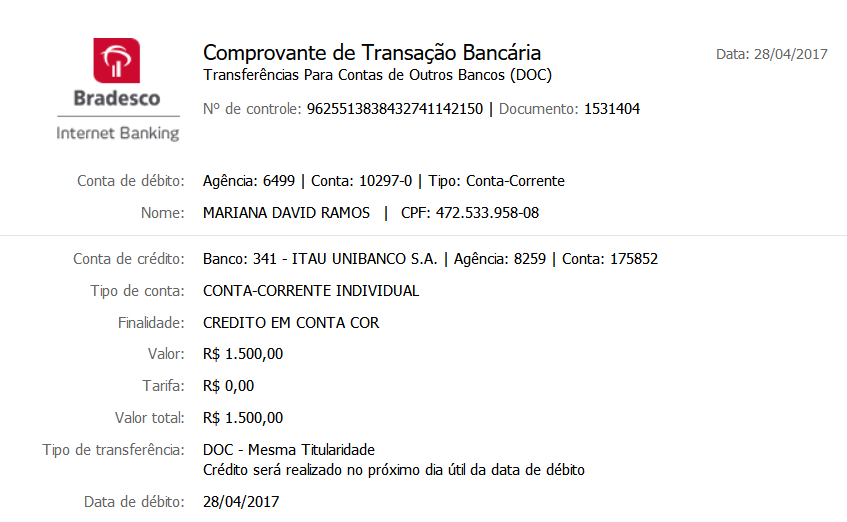 Comprovante de Transação Bancária
Data: 28/04/2017
Transferências Para Contas de Outros Bancos (DOC)
Bradesco
Internet Banking
Nº de controle: 9625513838432741142150 | Documento: 1531404
Conta de débito: Agência: 6499 | Conta: 10297-0 | Tipo: Conta-Corrente
Nome: MARIANA DAVID RAMOS | CPF: 472.533.958-08
Conta de crédito: Banco: 341 - ITAU UNIBANCO S.A. | Agência: 8259 | Conta: 175852
Tipo de conta: CONTA-CORRENTE INDIVIDUAL
Finalidade: CREDITO EM CONTA COR
Valor: R$ 1.500,00
Tarifa: R$ 0,00
Valor total: R$ 1.500,00
Tipo de transferência: DOC - Mesma Titularidade
Crédito será realizado no próximo dia útil da data de débito
Data de débito: 28/04/2017